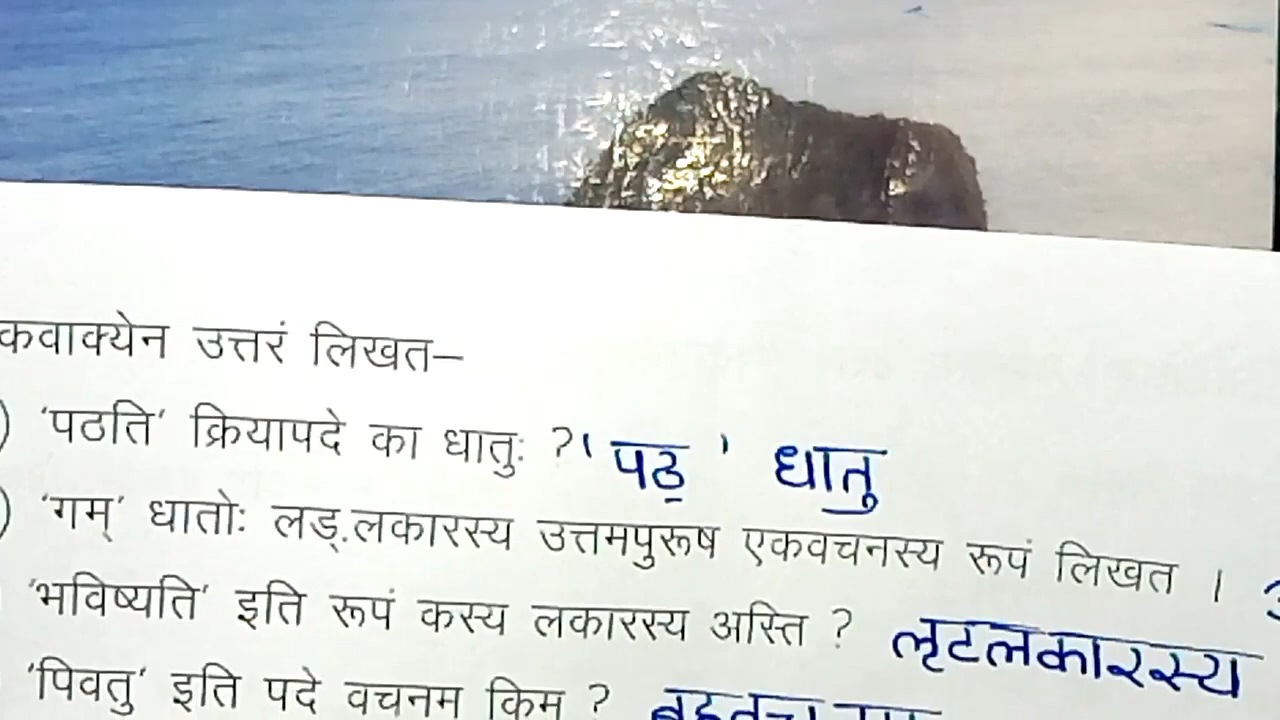 कवाक्येन उत्तरं लिखत–
) 'पठति' क्रियापदे का धातुः ? 'पठ्' धातु
) 'गम्' धातोः लड्.लकारस्य उत्तमपुरूष एकवचनस्य रूपं लिखत ।
'भविष्यति' इति रूपं कस्य लकारस्य अस्ति ? लृटलकारस्य
'पिवतु' इति पदे वचनम किम ?